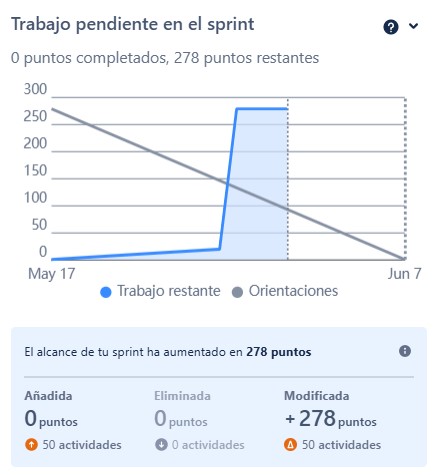 Trabajo pendiente en el sprint
0 puntos completados, 278 puntos restantes
300
250
200
150
100
50
0
May 17 Jun 7
Trabajo restante Orientaciones
El alcance de tu sprint ha aumentado en 278 puntos
Añadida Eliminada Modificada
0 puntos 0 puntos +278 puntos
50 actividades 0 actividades 50 actividades